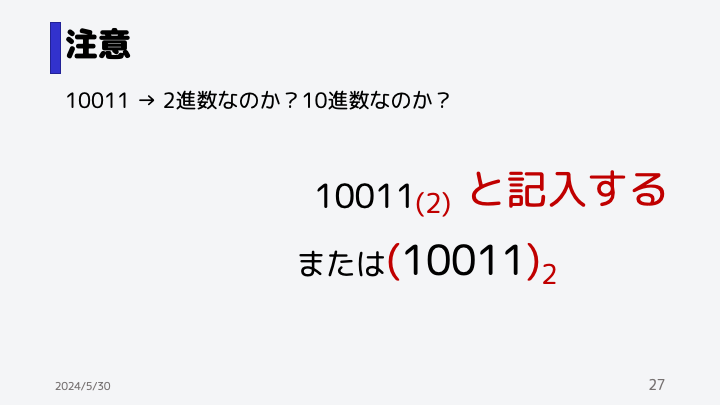 注意
10011 → 2進数なのか？10進数なのか？
10011(2) と記入する
または(10011)2
2024/5/30
27